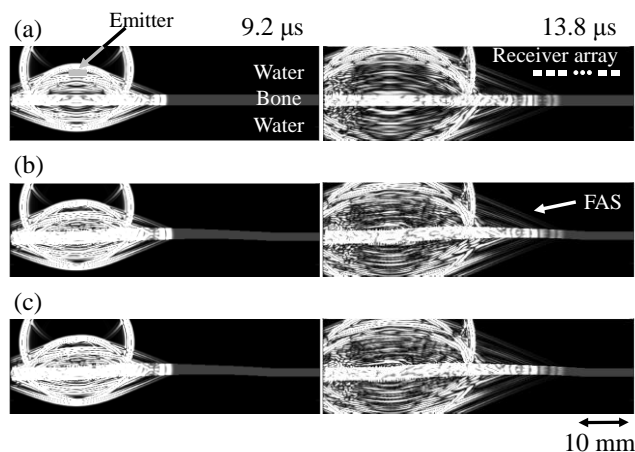 (a)
Emitter
9.2 μs
13.8 μs
Receiver array
Water
Bone
Water
(b)
FAS
(c)
10 mm